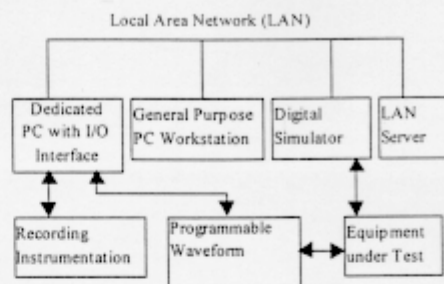 Local Area Network (LAN)
Dedicated
PC with I/O
Interface
General Purpose
PC Workstation
Digital
Simulator
LAN
Server
Recording
Instrumentation
Programmable
Waveform
Equipment
under Test